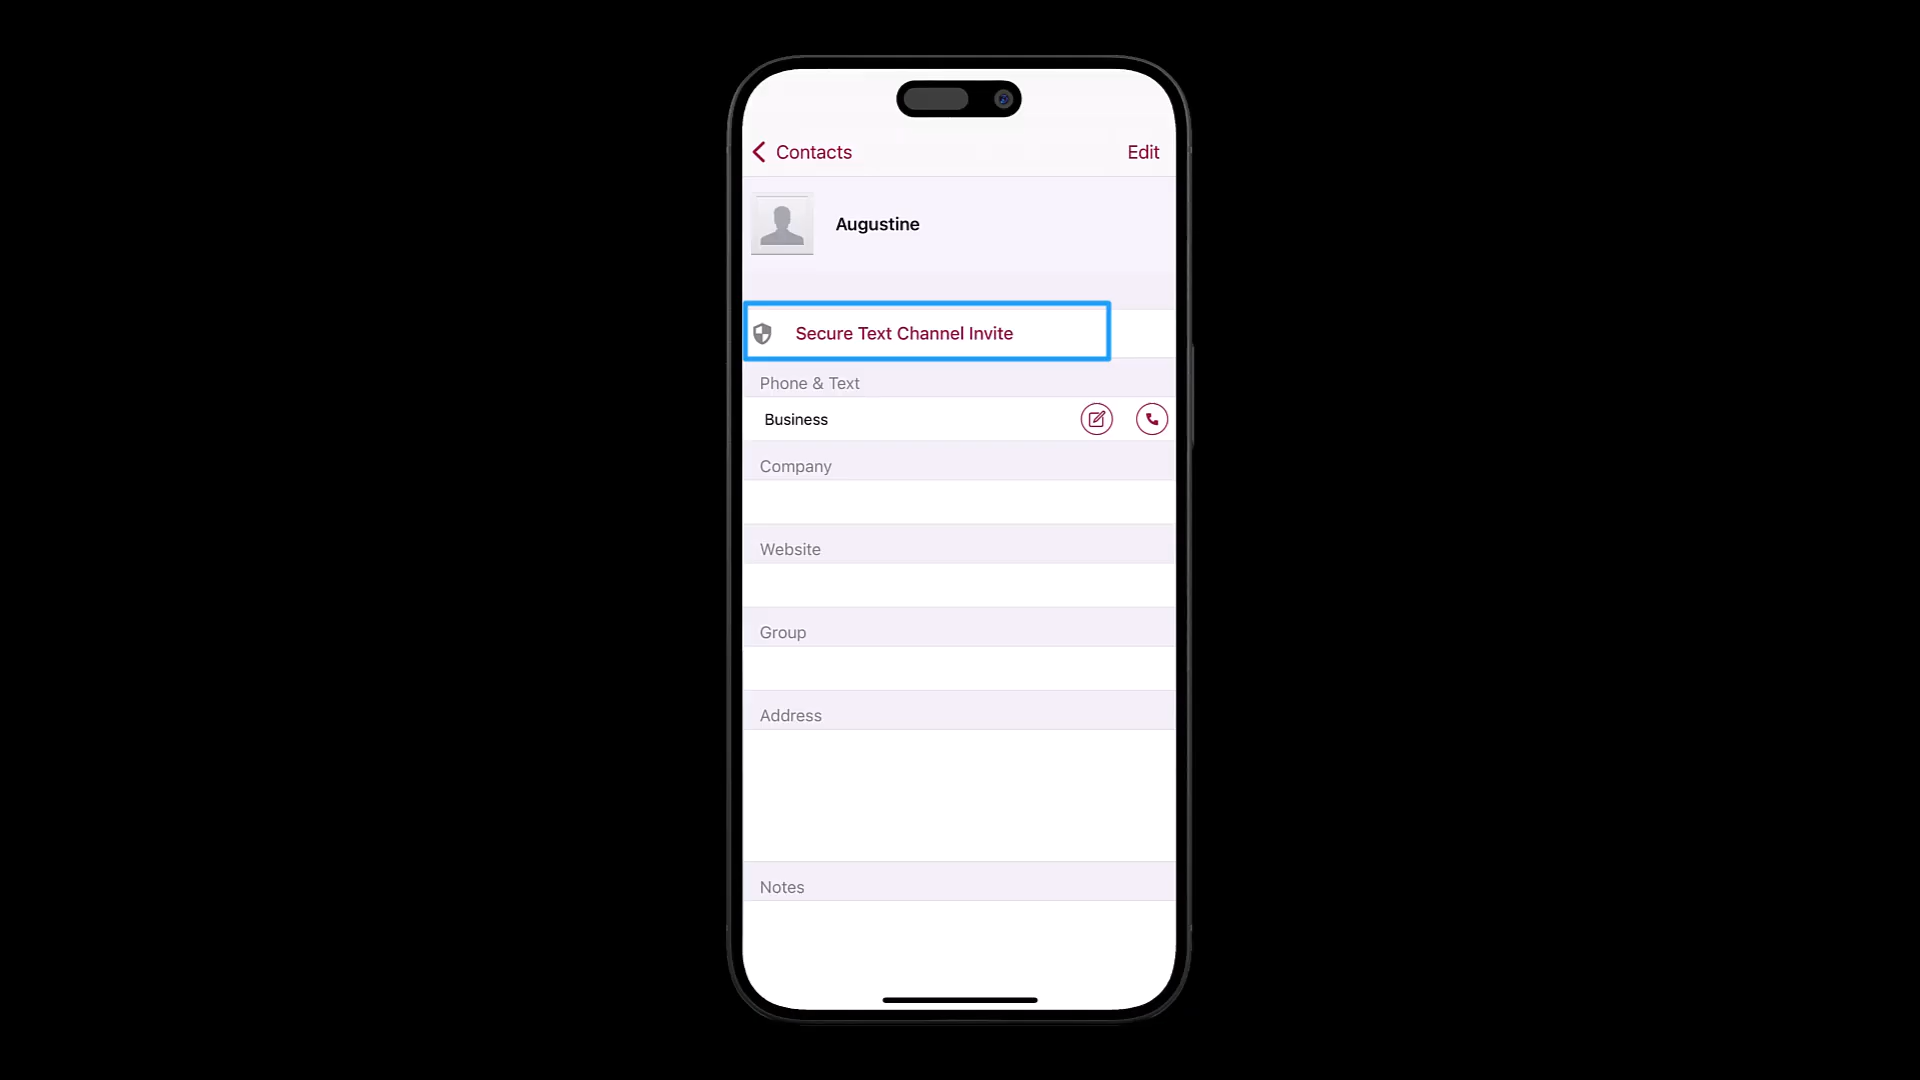 Contacts
Edit
Augustine
Secure Text Channel Invite
Phone & Text
Business
Company
Website
Group
Address
Notes